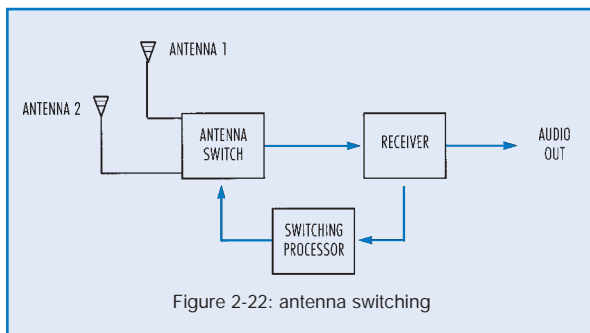 ANTENNA 1
ANTENNA 2
ANTENNA
SWITCH
RECEIVER
AUDIO
OUT
SWITCHING
PROCESSOR
Figure 2-22: antenna switching